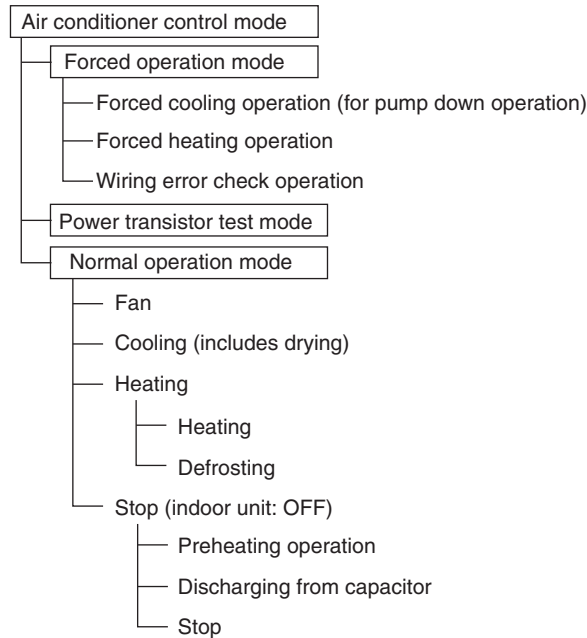 Air conditioner control mode
Forced operation mode
Forced cooling operation (for pump down operation)
Forced heating operation
Wiring error check operation
Power transistor test mode
Normal operation mode
Fan
Cooling (includes drying)
Heating
Heating
Defrosting
Stop (indoor unit: OFF)
Preheating operation
Discharging from capacitor
Stop